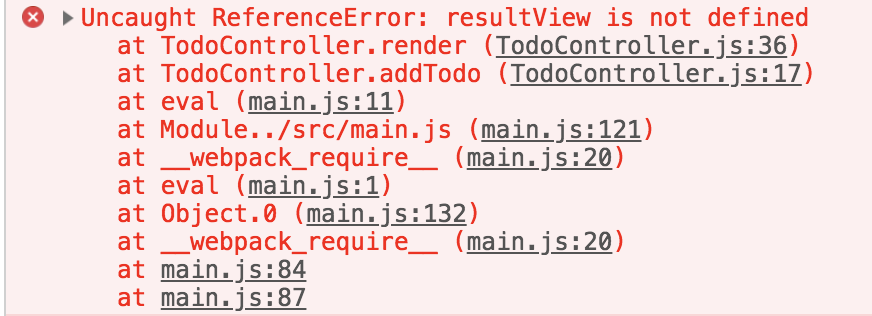 Uncaught ReferenceError: resultView is not defined
at TodoController.render (TodoController.js:36)
at TodoController.addTodo (TodoController.js:17)
at eval (main.js:11)
at Module../src/main.js (main.js:121)
at __webpack_require__ (main.js:20)
at eval (main.js:1)
at Object.0 (main.js:132)
at __webpack_require__ (main.js:20)
at main.js:84
at main.js:87